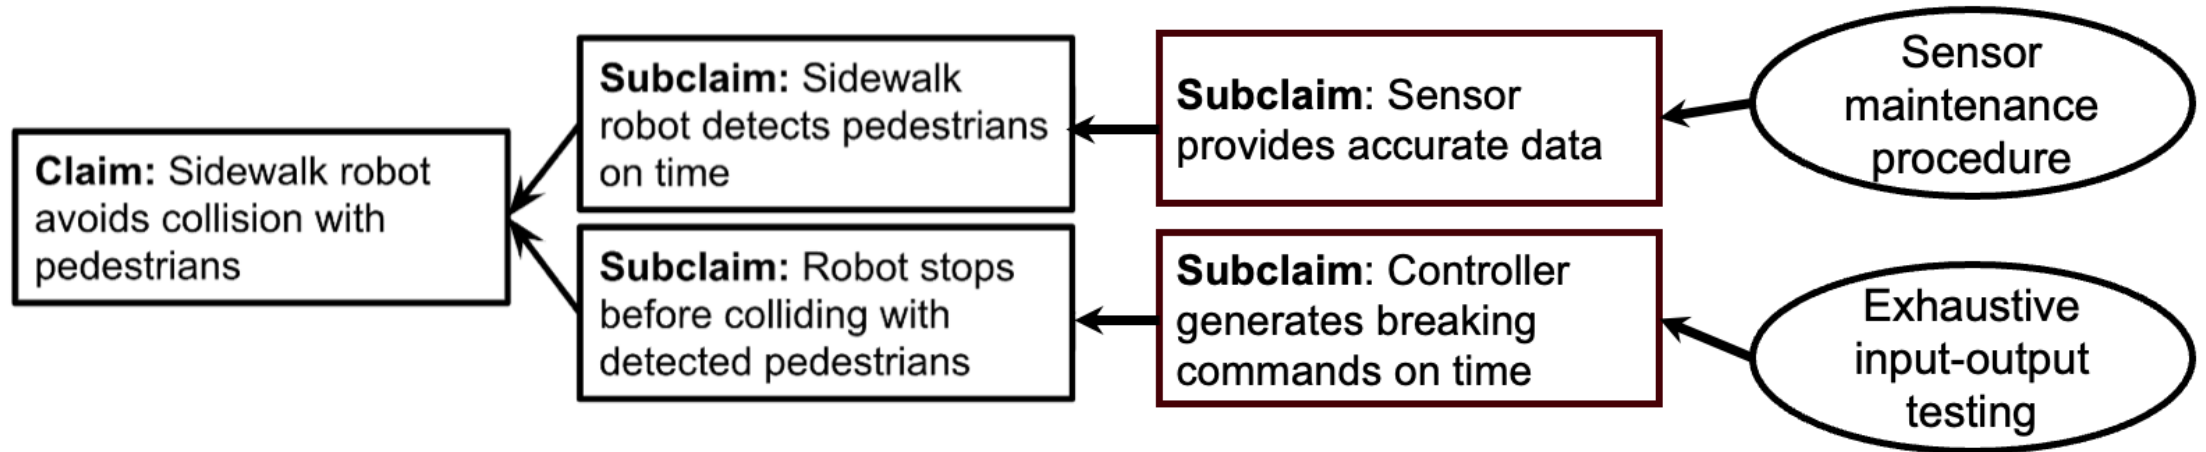 Claim: Sidewalk robot
avoids collision with
pedestrians
Subclaim: Sidewalk
robot detects pedestrians
on time
Subclaim: Robot stops
before colliding with
detected pedestrians
Subclaim: Sensor
provides accurate data
Subclaim: Controller
generates breaking
commands on time
Sensor
maintenance
procedure
Exhaustive
input-output
testing